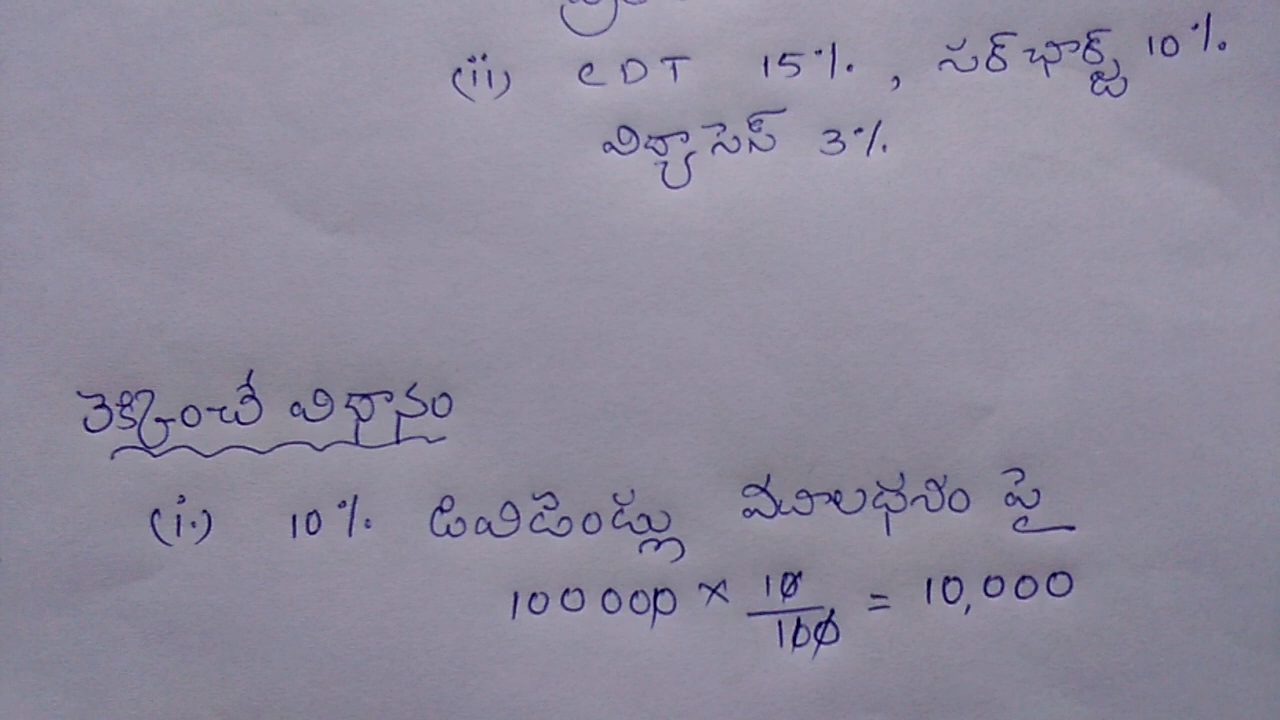 (ii) CDT 15%, సర్‌ఛార్జ్ 10%
విద్యాసెస్ 3%
లెక్కించే విధానం
(i.) 10% డివిడెండ్లు మూలధనం పై
100000 × 10/100 = 10,000